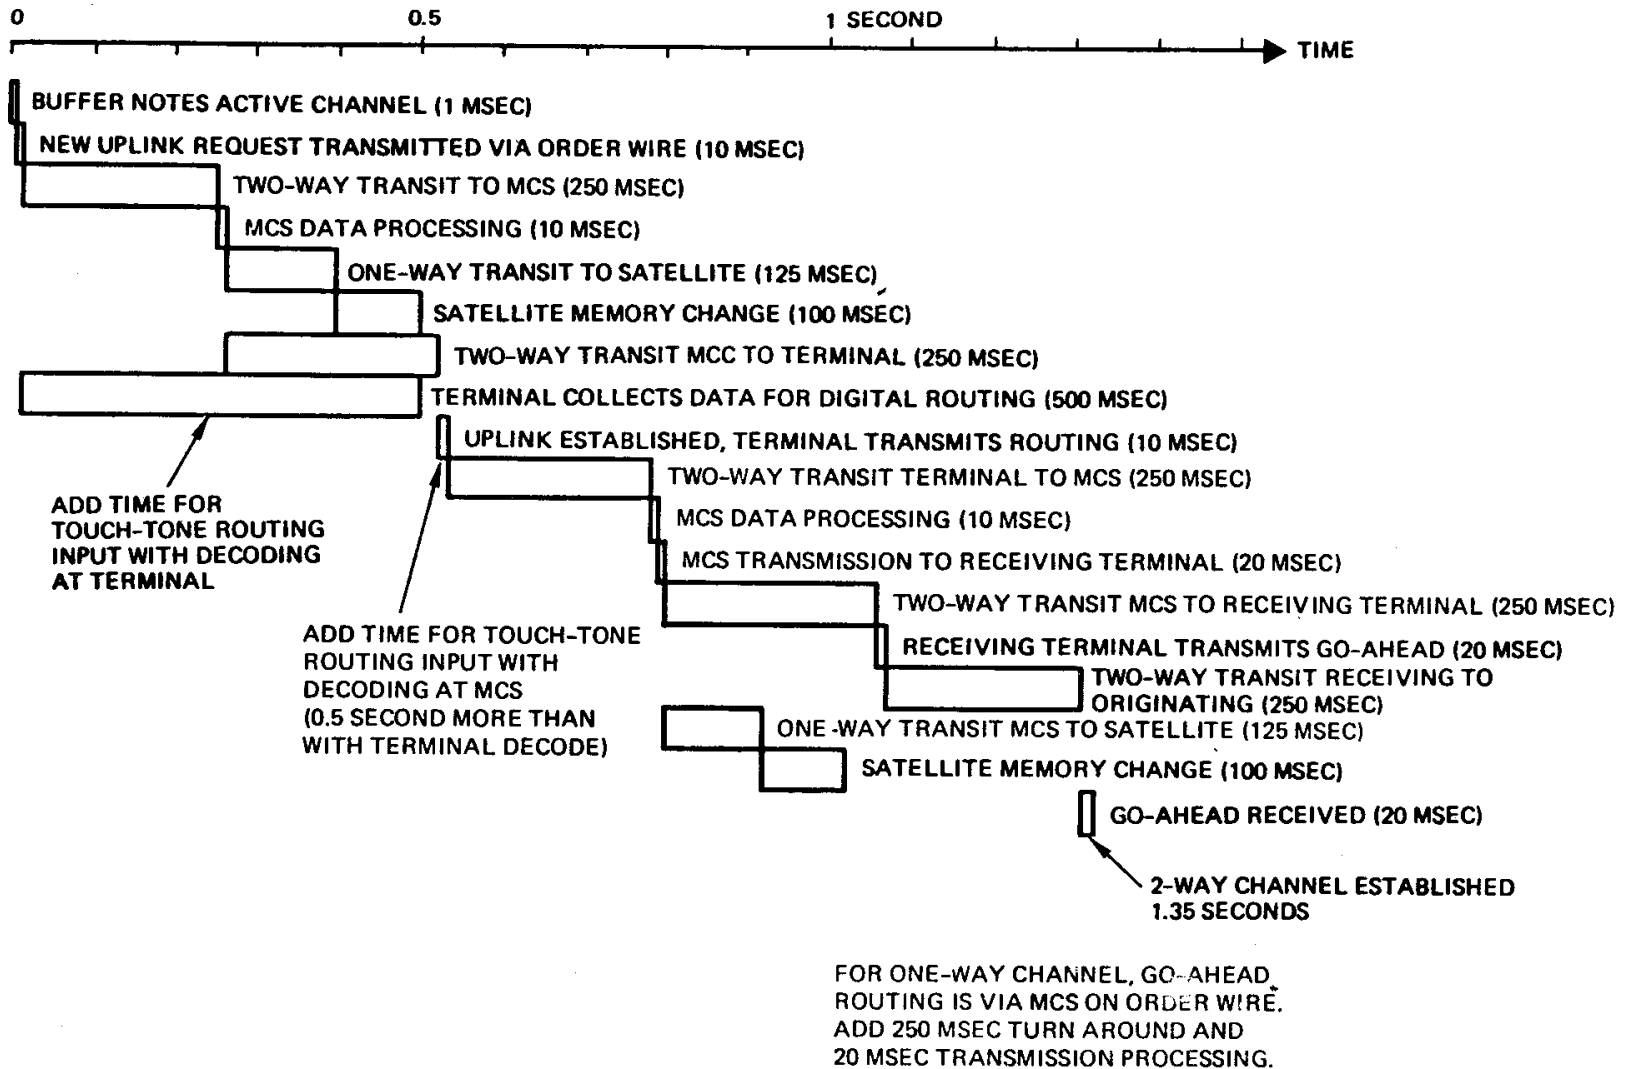 0 0.5 1 SECOND
TIME
BUFFER NOTES ACTIVE CHANNEL (1 MSEC)
NEW UPLINK REQUEST TRANSMITTED VIA ORDER WIRE (10 MSEC)
TWO-WAY TRANSIT TO MCS (250 MSEC)
MCS DATA PROCESSING (10 MSEC)
ONE-WAY TRANSIT TO SATELLITE (125 MSEC)
SATELLITE MEMORY CHANGE (100 MSEC)
TWO-WAY TRANSIT MCC TO TERMINAL (250 MSEC)
TERMINAL COLLECTS DATA FOR DIGITAL ROUTING (500 MSEC)
UPLINK ESTABLISHED, TERMINAL TRANSMITS ROUTING (10 MSEC)
TWO-WAY TRANSIT TERMINAL TO MCS (250 MSEC)
ADD TIME FOR
TOUCH-TONE ROUTING
INPUT WITH DECODING
AT TERMINAL
MCS DATA PROCESSING (10 MSEC)
MCS TRANSMISSION TO RECEIVING TERMINAL (20 MSEC)
TWO-WAY TRANSIT MCS TO RECEIVING TERMINAL (250 MSEC)
ADD TIME FOR TOUCH-TONE
ROUTING INPUT WITH
DECODING AT MCS
(0.5 SECOND MORE THAN
WITH TERMINAL DECODE)
RECEIVING TERMINAL TRANSMITS GO-AHEAD (20 MSEC)
TWO-WAY TRANSIT RECEIVING TO
ORIGINATING (250 MSEC)
ONE-WAY TRANSIT MCS TO SATELLITE (125 MSEC)
SATELLITE MEMORY CHANGE (100 MSEC)
GO-AHEAD RECEIVED (20 MSEC)
2-WAY CHANNEL ESTABLISHED
1.35 SECONDS
FOR ONE-WAY CHANNEL, GO-AHEAD
ROUTING IS VIA MCS ON ORDER WIRE.
ADD 250 MSEC TURN AROUND AND
20 MSEC TRANSMISSION PROCESSING.